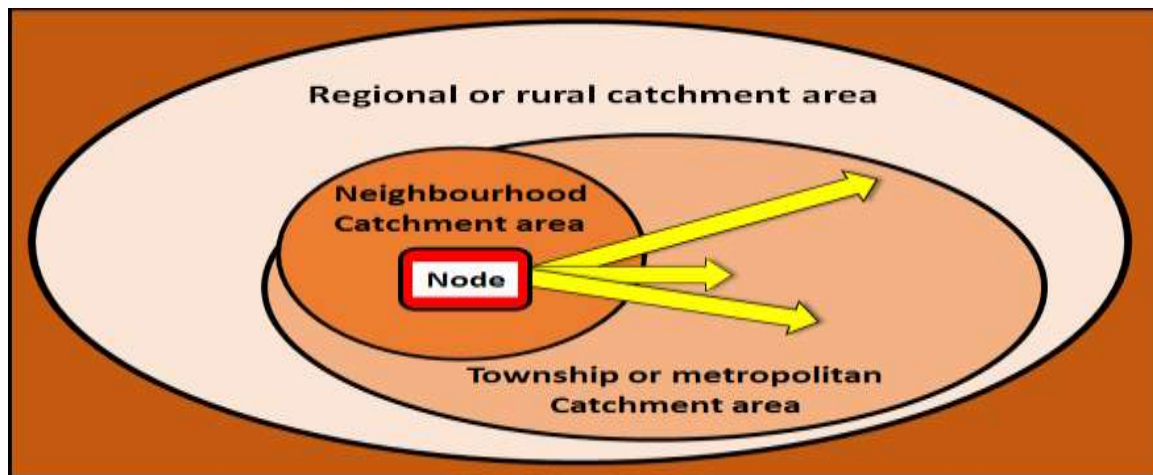 Regional or rural catchment area
Neighbourhood
Catchment area
Node
Township or metropolitan
Catchment area